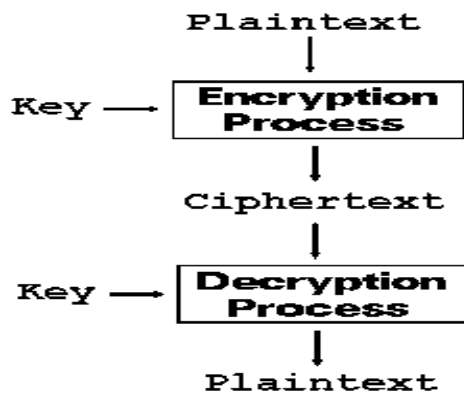 Plaintext
Key
Encryption
Process
Ciphertext
Key
Decryption
Process
Plaintext